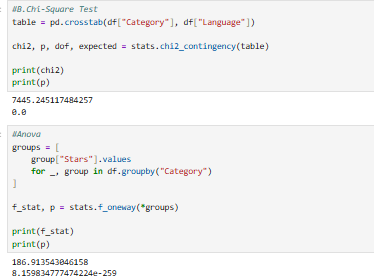 #B.Chi-Square Test
table = pd.crosstab(df["Category"], df["Language"])
chi2, p, dof, expected = stats.chi2_contingency(table)
print(chi2)
print(p)
7445.245117484257
0.0
#Anova
groups = [
group["Stars"].values
for _, group in df.groupby("Category")
]
f_stat, p = stats.f_oneway(*groups)
print(f_stat)
print(p)
186.913543046158
8.159834777474224e-259